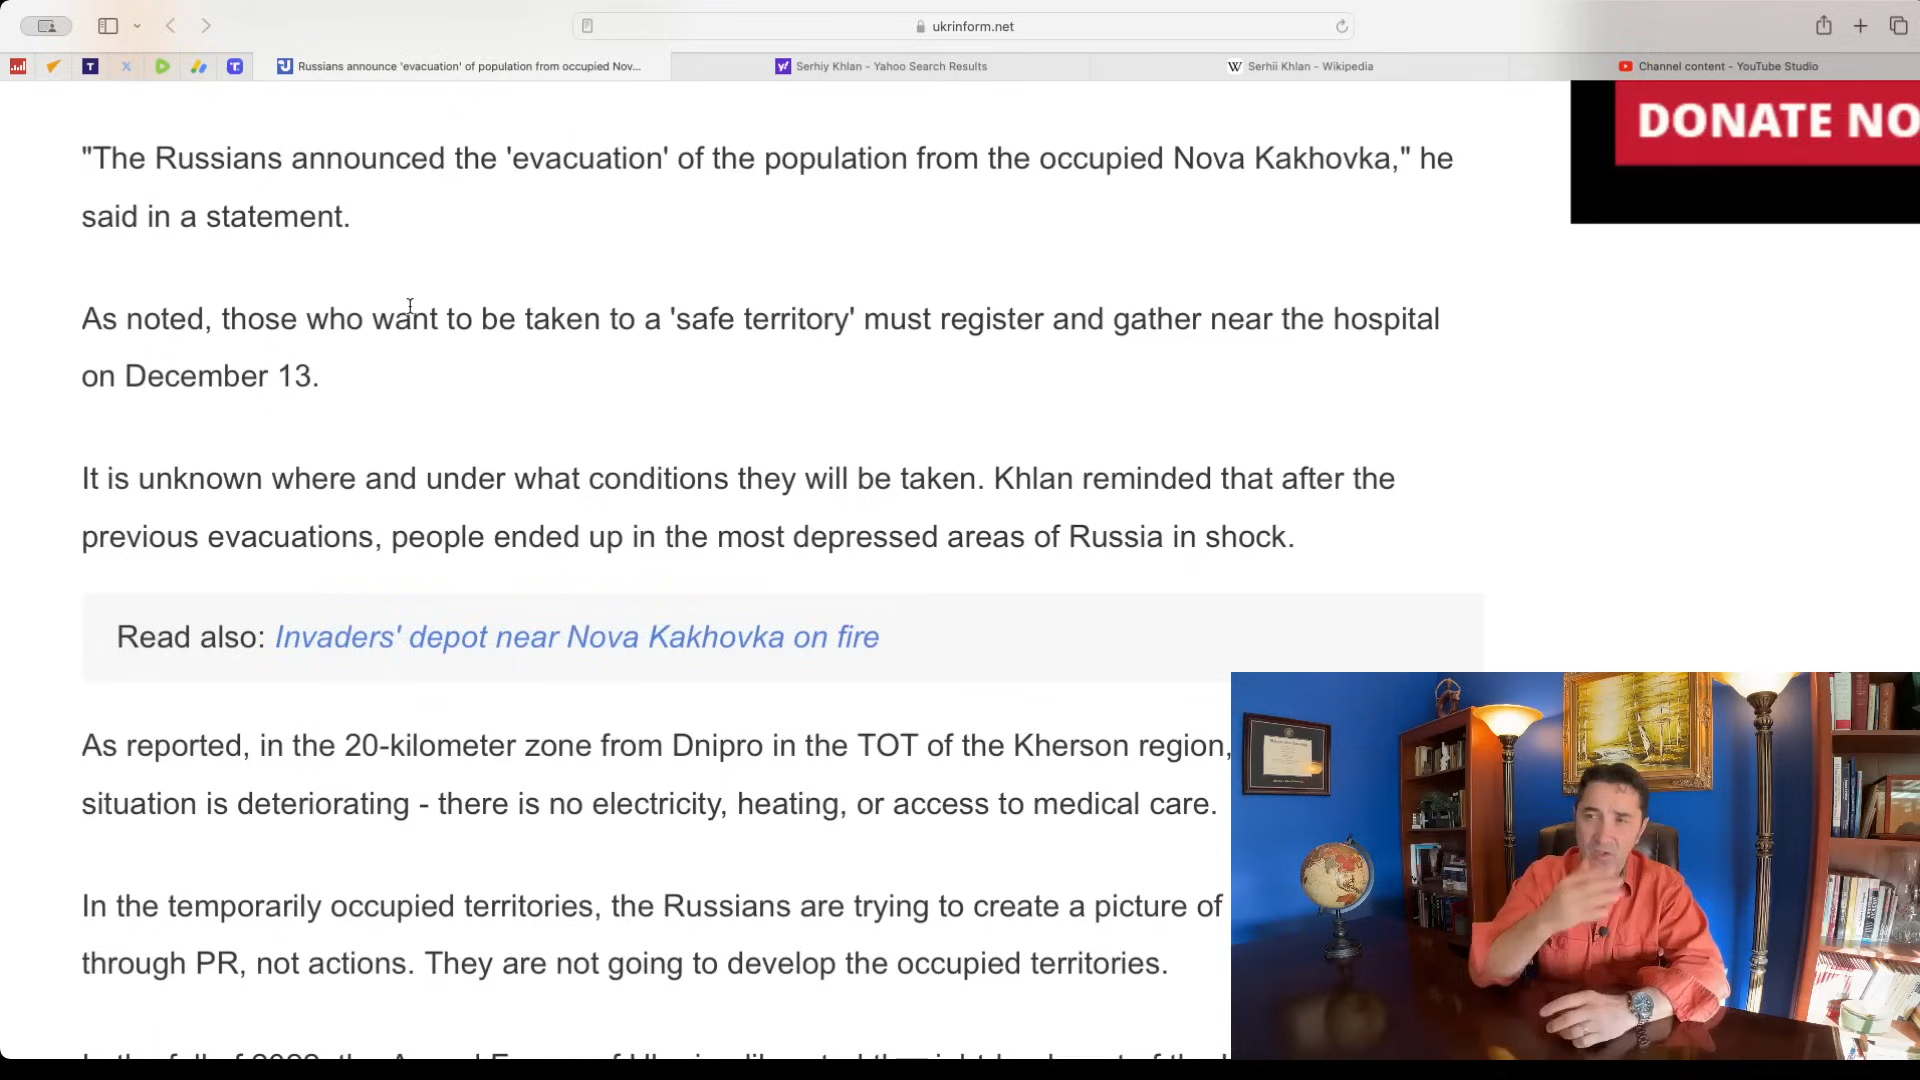 ukrinform.net
Russians announce 'evacuation' of population from occupied Nov...
Serhiy Khlan - Yahoo Search Results
Serhii Khlan - Wikipedia
Channel content - YouTube Studio
DONATE NO
"The Russians announced the 'evacuation' of the population from the occupied Nova Kakhovka," he
said in a statement.
As noted, those who want to be taken to a 'safe territory' must register and gather near the hospital
on December 13.
It is unknown where and under what conditions they will be taken. Khlan reminded that after the
previous evacuations, people ended up in the most depressed areas of Russia in shock.
Read also: Invaders' depot near Nova Kakhovka on fire
As reported, in the 20-kilometer zone from Dnipro in the TOT of the Kherson region,
situation is deteriorating - there is no electricity, heating, or access to medical care.
In the temporarily occupied territories, the Russians are trying to create a picture of
through PR, not actions. They are not going to develop the occupied territories.